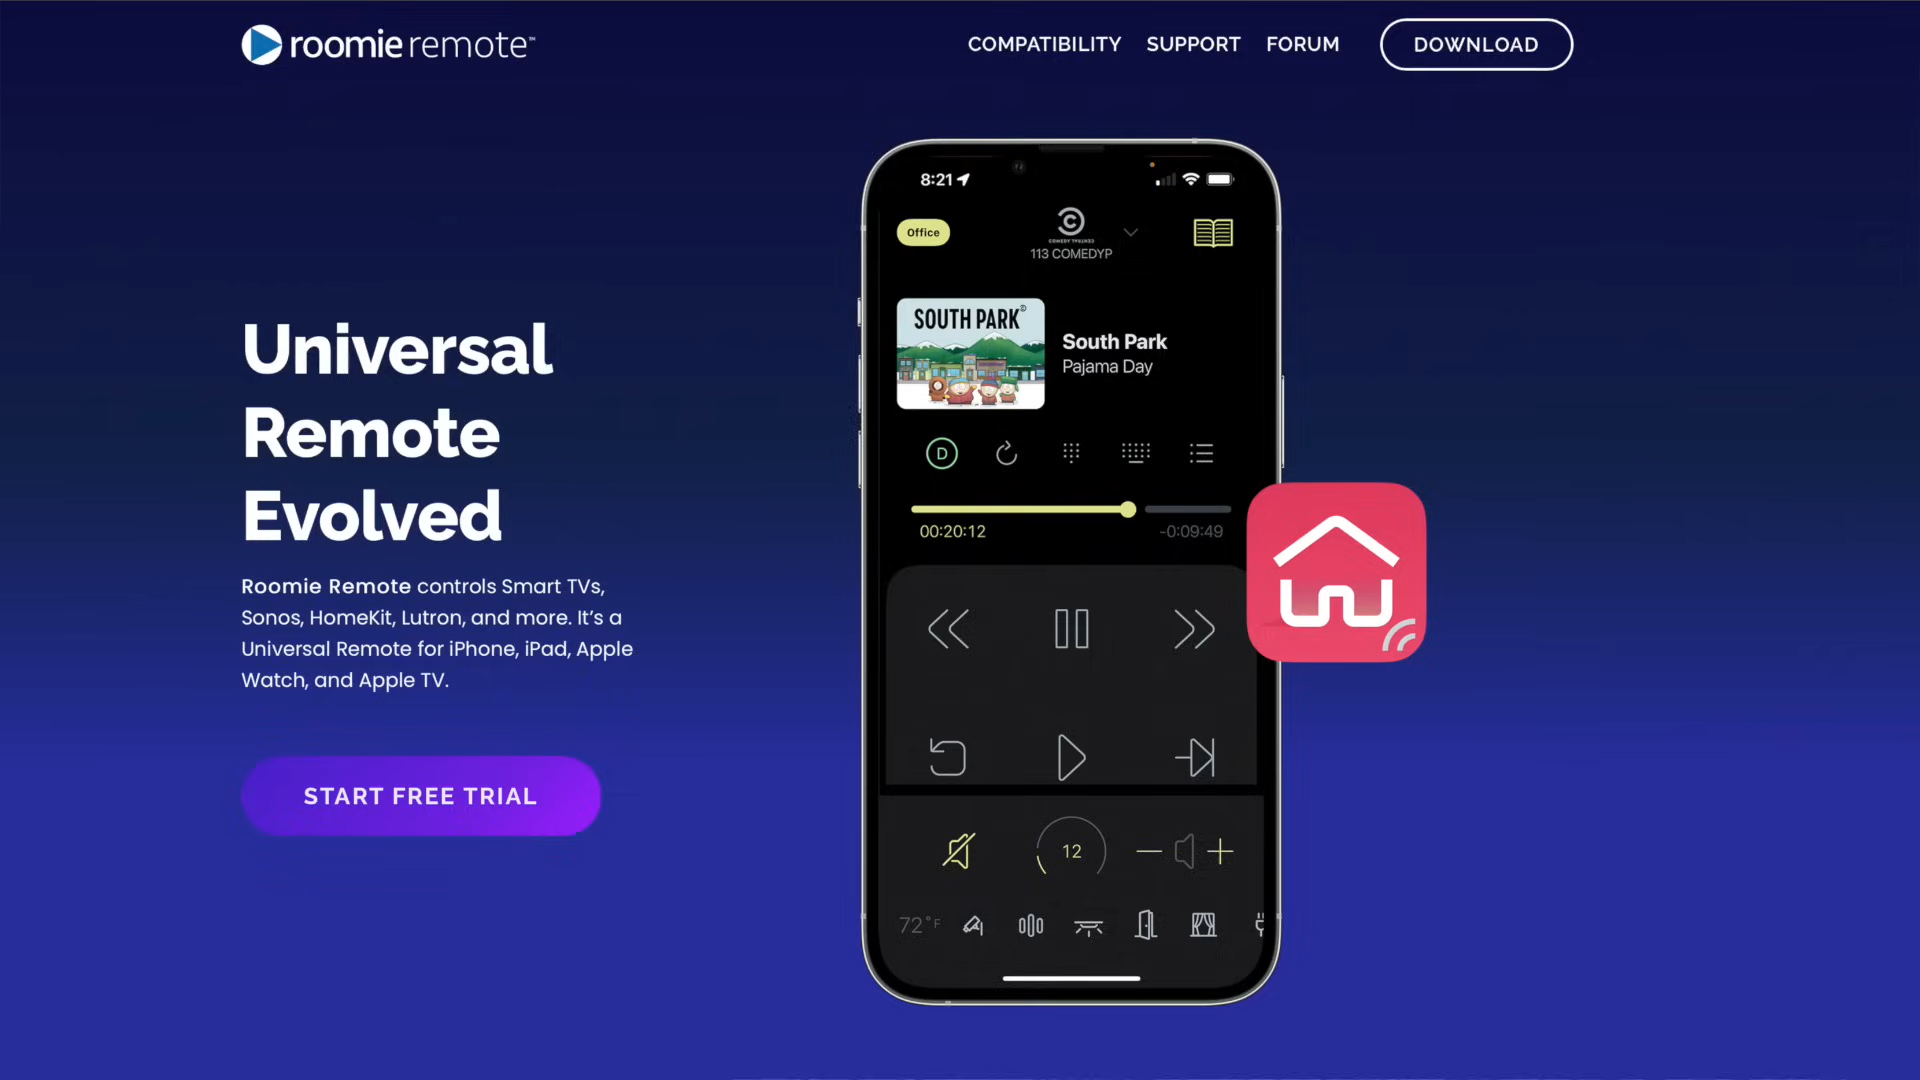 roomie remote™
COMPATIBILITY
SUPPORT
FORUM
DOWNLOAD
8:21
Office
113 COMEDYP
SOUTH PARK
South Park
Pajama Day
D
00:20:12
-0:09:49
12
72°F
Universal
Remote
Evolved
Roomie Remote controls Smart TVs,
Sonos, HomeKit, Lutron, and more. It’s a
Universal Remote for iPhone, iPad, Apple
Watch, and Apple TV.
START FREE TRIAL